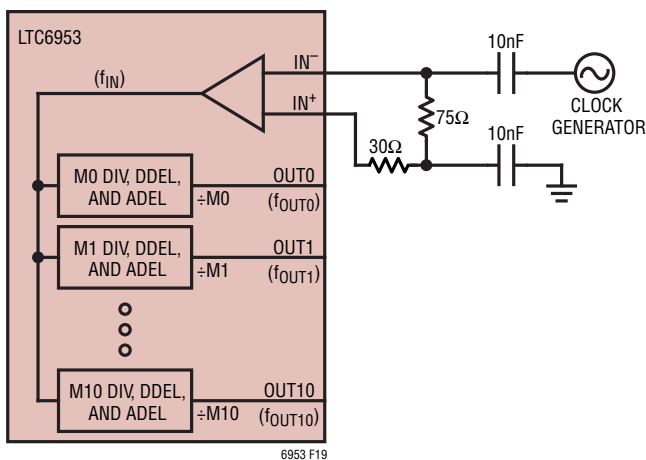 LTC6953
(fIN)
IN−
IN+
10nF
CLOCK
GENERATOR
75Ω
10nF
30Ω
M0 DIV, DDEL,
AND ADEL
÷M0
OUT0
(fOUT0)
M1 DIV, DDEL,
AND ADEL
÷M1
OUT1
(fOUT1)
M10 DIV, DDEL,
AND ADEL
÷M10
OUT10
(fOUT10)
6953 F19